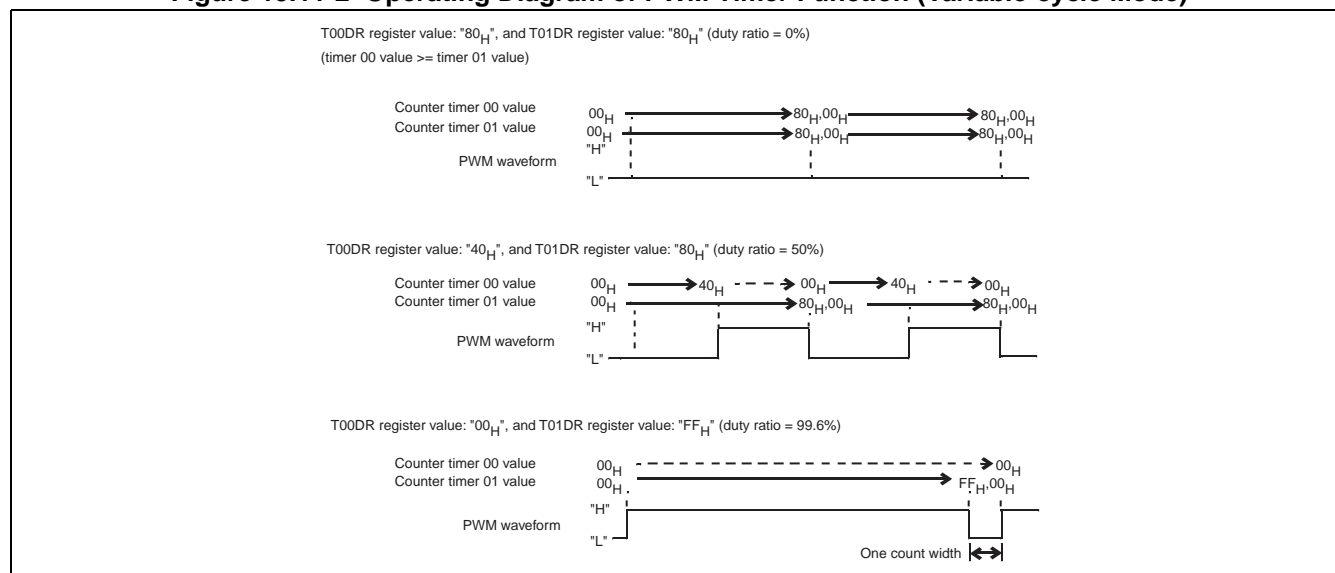 Figure 15.11-2 Operating Diagram of PWM Timer Function (Variable-cycle Mode)
T00DR register value: "80H", and T01DR register value: "80H" (duty ratio = 0%)
(timer 00 value >= timer 01 value)
Counter timer 00 value 00H 80H,00H 80H,00H
Counter timer 01 value 00H 80H,00H 80H,00H
"H"
PWM waveform
"L"
T00DR register value: "40H", and T01DR register value: "80H" (duty ratio = 50%)
Counter timer 00 value 00H 40H 00H 40H 00H
Counter timer 01 value 00H 80H,00H 80H,00H
"H"
PWM waveform
"L"
T00DR register value: "00H", and T01DR register value: "FFH" (duty ratio = 99.6%)
Counter timer 00 value 00H 00H
Counter timer 01 value 00H FFH,00H
"H"
PWM waveform
"L"
One count width